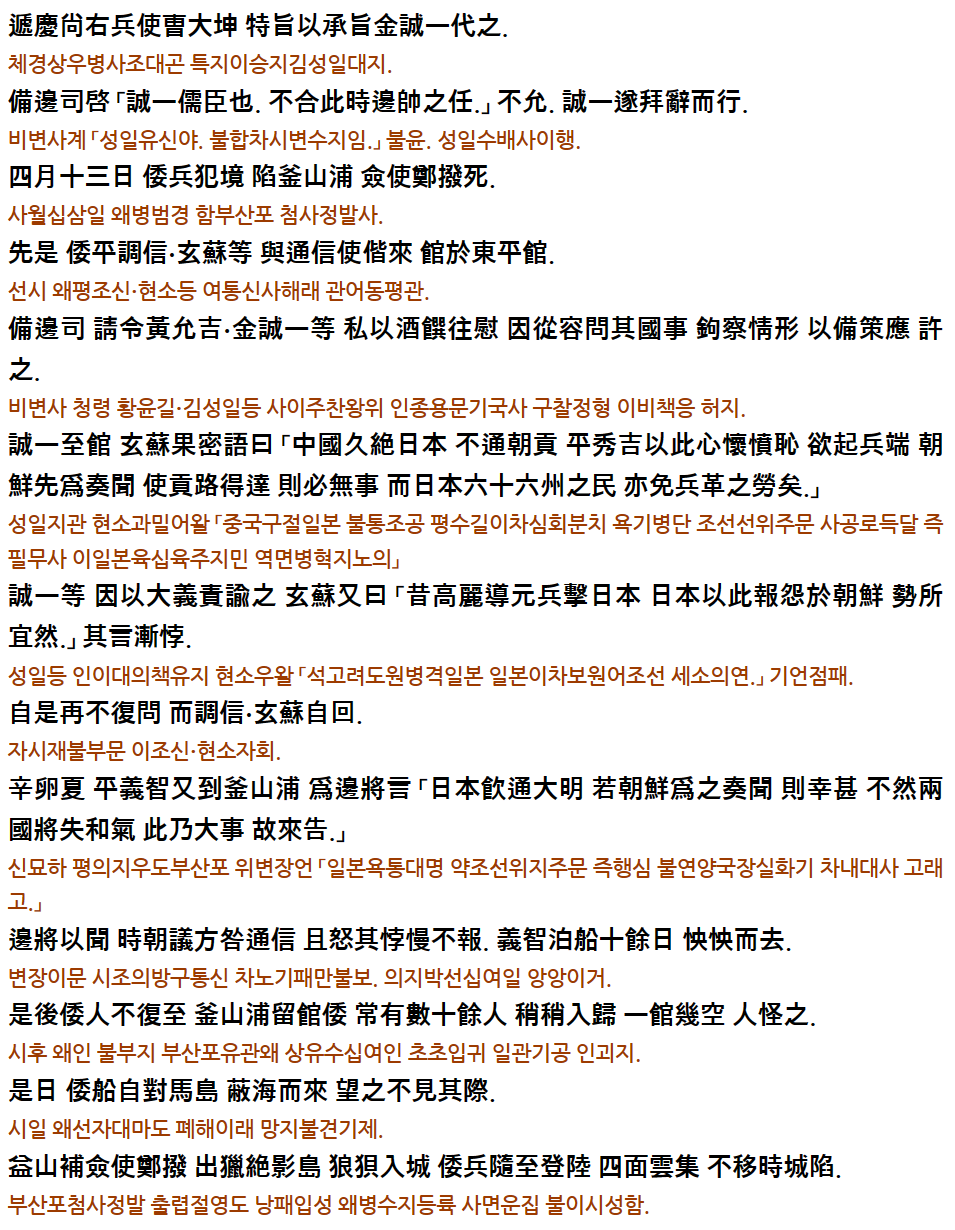 遞慶尙右兵使曺大坤 特旨以承旨金誠一代之.
체경상우병사조대곤 특지이승지김성일대지.
備邊司啓「誠一儒臣也. 不合此時邊帥之任.」不允. 誠一遂拜辭而行.
비변사계「성일유신야. 불합차시변수지임.」불윤. 성일수배사이행.
四月十三日 倭兵犯境 陷釜山浦 僉使鄭撥死.
사월십삼일 왜병범경 함부산포 첨사정발사.
先是 倭平調信·玄蘇等 與通信使偕來 館於東平館.
선시 왜평조신·현소등 여통신사해래 관어동평관.
備邊司 請令黃允吉·金誠一等 私以酒饌往慰 因從容問其國事 鉤察情形 以備策應 許
之.
비변사 청령 황윤길·김성일등 사이주찬왕위 인종용문기국사 구찰정형 이비책응 허지.
誠一至館 玄蘇果密語曰「中國久絶日本 不通朝貢 平秀吉以此心懷憤恥 欲起兵端 朝
鮮先爲奏聞 使貢路得達 則必無事 而日本六十六州之民 亦免兵革之勞矣.」
성일지관 현소과밀어왈「중국구절일본 불통조공 평수길이차심회분치 욕기병단 조선선위주문 사공로득달 즉
필무사 이일본육십육주지민 역면병혁지노의」
誠一等 因以大義責諭之 玄蘇又曰「昔高麗導元兵擊日本 日本以此報怨於朝鮮 勢所
宜然.」其言漸悖.
성일등 인이대의책유지 현소우왈「석고려도원병격일본 일본이차보원어조선 세소의연.」기언점패.
自是再不復問 而調信·玄蘇自回.
자시재불부문 이조신·현소자회.
辛卯夏 平義智又到釜山浦 爲邊將言「日本飮通大明 若朝鮮爲之奏聞 則幸甚 不然兩
國將失和氣 此乃大事 故來告.」
신묘하 평의지우도부산포 위변장언「일본욕통대명 약조선위지주문 즉행심 불연양국장실화기 차내대사 고래
고.」
邊將以聞 時朝議方咎通信 且怒其悖慢不報. 義智泊船十餘日 怏怏而去.
변장이문 시조의방구통신 차노기패만불보. 의지박선십여일 앙앙이거.
是後倭人不復至 釜山浦留館倭 常有數十餘人 稍稍入歸 一館幾空 人怪之.
시후 왜인 불부지 부산포유관왜 상유수십여인 초초입귀 일관기공 인괴지.
是日 倭船自對馬島 蔽海而來 望之不見其際.
시일 왜선자대마도 폐해이래 망지불견기제.
益山補僉使鄭撥 出獵絶影島 狼狽入城 倭兵隨至登陸 四面雲集 不移時城陷.
부산포첨사정발 출렵절영도 낭패입성 왜병수지등륙 사면운집 불이시성함.